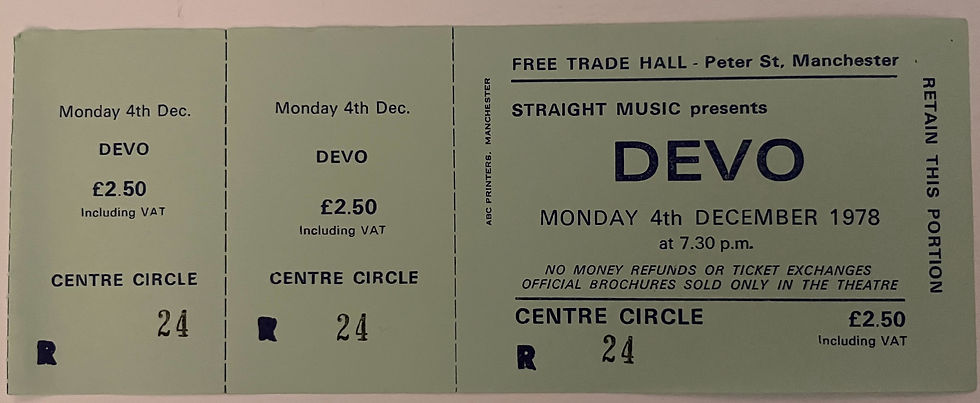 Monday 4th Dec.
DEVO
£2.50
Including VAT
CENTRE CIRCLE
R 24
Monday 4th Dec.
DEVO
£2.50
Including VAT
CENTRE CIRCLE
R 24
ABC PRINTERS, MANCHESTER
FREE TRADE HALL - Peter St, Manchester
STRAIGHT MUSIC presents
DEVO
MONDAY 4th DECEMBER 1978
at 7.30 p.m.
NO MONEY REFUNDS OR TICKET EXCHANGES
OFFICIAL BROCHURES SOLD ONLY IN THE THEATRE
CENTRE CIRCLE £2.50
Including VAT
R 24
RETAIN THIS PORTION